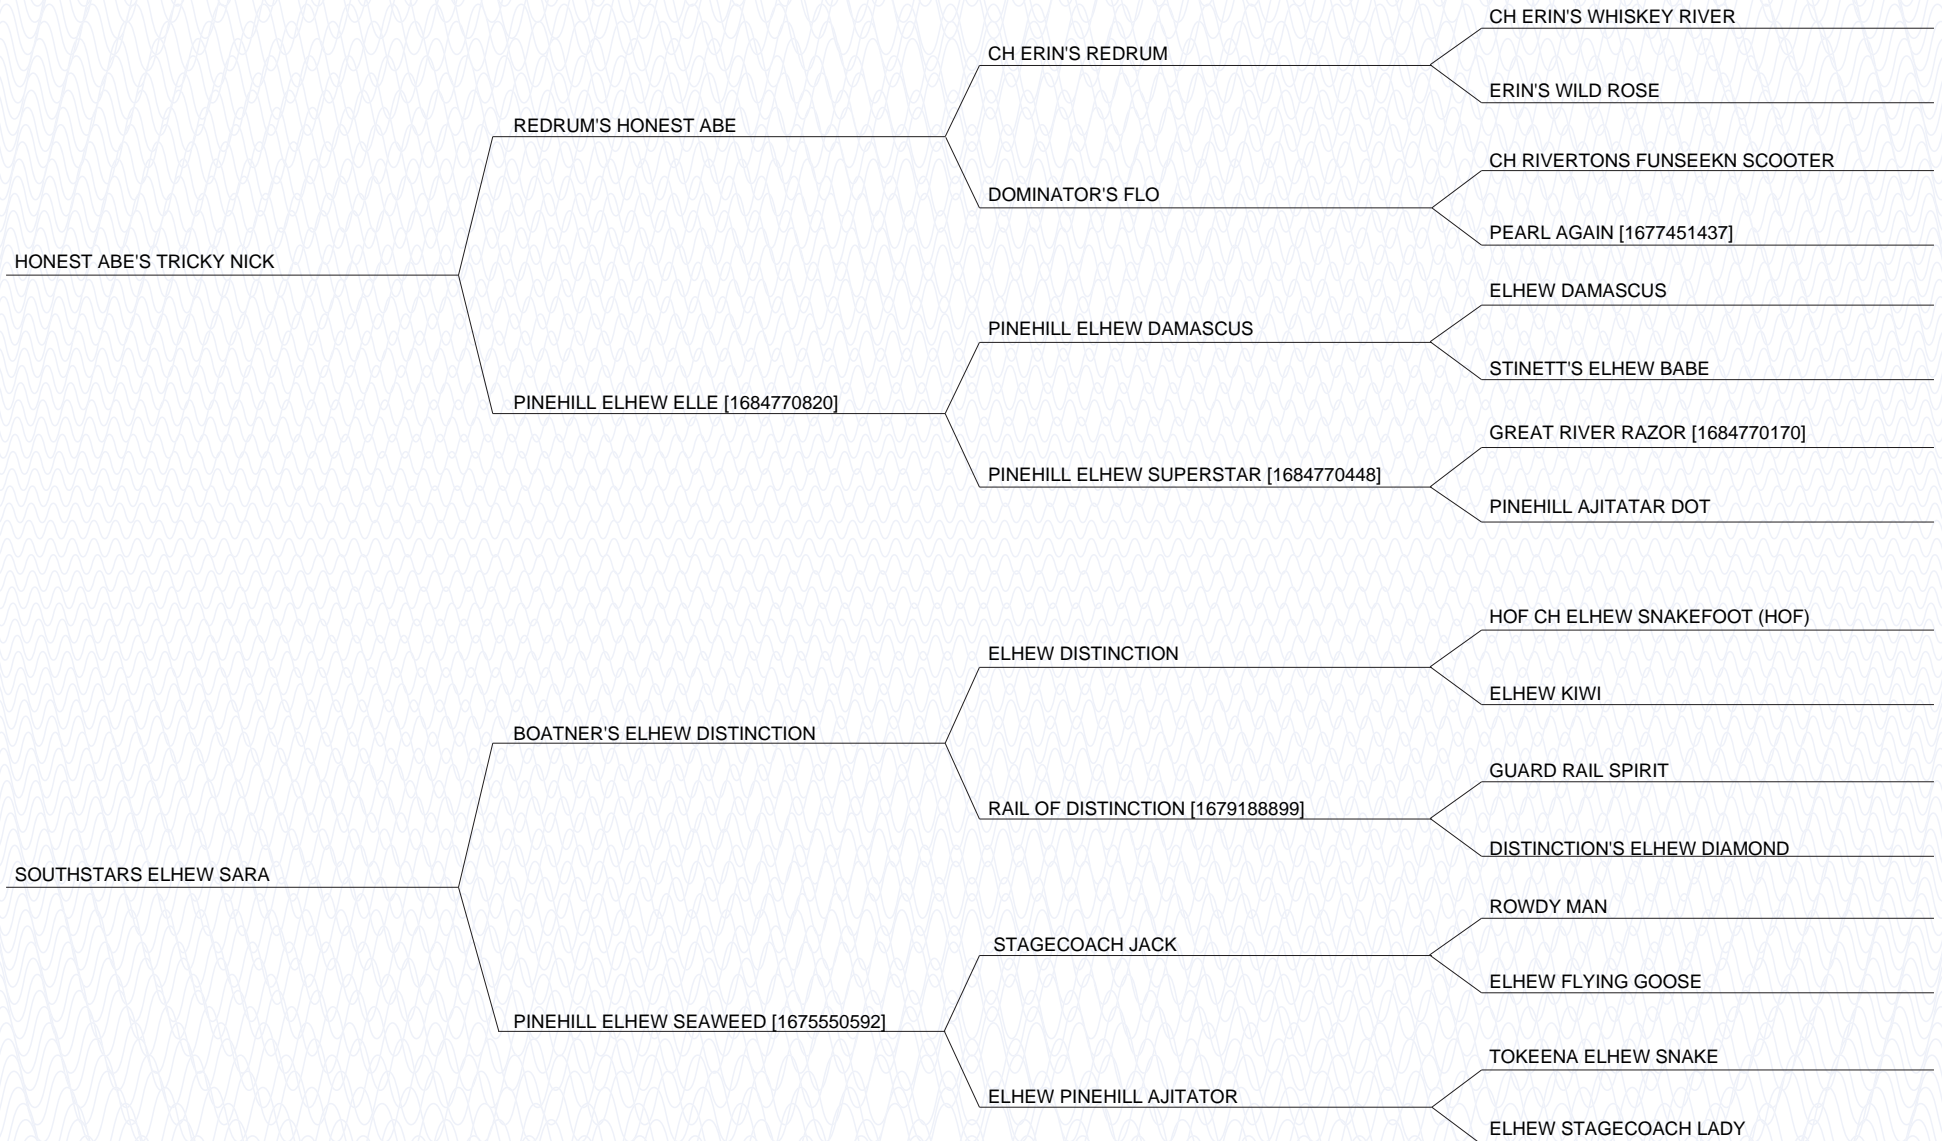 CH ERIN'S WHISKEY RIVER
CH ERIN'S REDRUM
ERIN'S WILD ROSE
REDRUM'S HONEST ABE
CH RIVERTONS FUNSEEKN SCOOTER
DOMINATOR'S FLO
PEARL AGAIN [1677451437]
HONEST ABE'S TRICKY NICK
ELHEW DAMASCUS
PINEHILL ELHEW DAMASCUS
STINETT'S ELHEW BABE
PINEHILL ELHEW ELLE [1684770820]
GREAT RIVER RAZOR [1684770170]
PINEHILL ELHEW SUPERSTAR [1684770448]
PINEHILL AJITATAR DOT
HOF CH ELHEW SNAKEFOOT (HOF)
ELHEW DISTINCTION
ELHEW KIWI
BOATNER'S ELHEW DISTINCTION
GUARD RAIL SPIRIT
RAIL OF DISTINCTION [1679188899]
DISTINCTION'S ELHEW DIAMOND
SOUTHSTARS ELHEW SARA
ROWDY MAN
STAGECOACH JACK
ELHEW FLYING GOOSE
PINEHILL ELHEW SEAWEED [1675550592]
TOKEENA ELHEW SNAKE
ELHEW PINEHILL AJITATOR
ELHEW STAGECOACH LADY